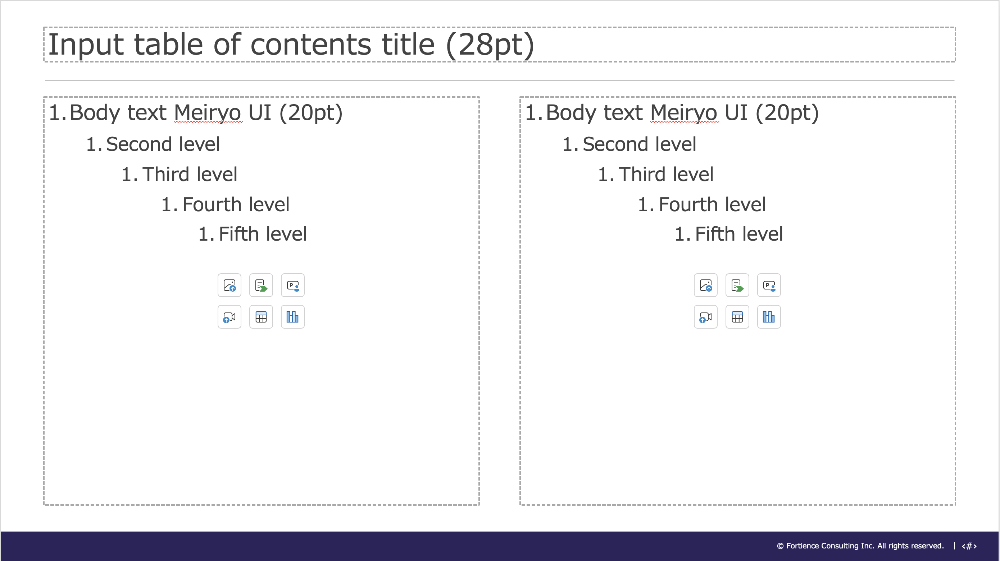 Input table of contents title (28pt)
1. Body text Meiryo UI (20pt)
1. Second level
1. Third level
1. Fourth level
1. Fifth level
1. Body text Meiryo UI (20pt)
1. Second level
1. Third level
1. Fourth level
1. Fifth level
© Fortience Consulting Inc. All rights reserved. | ‹#›